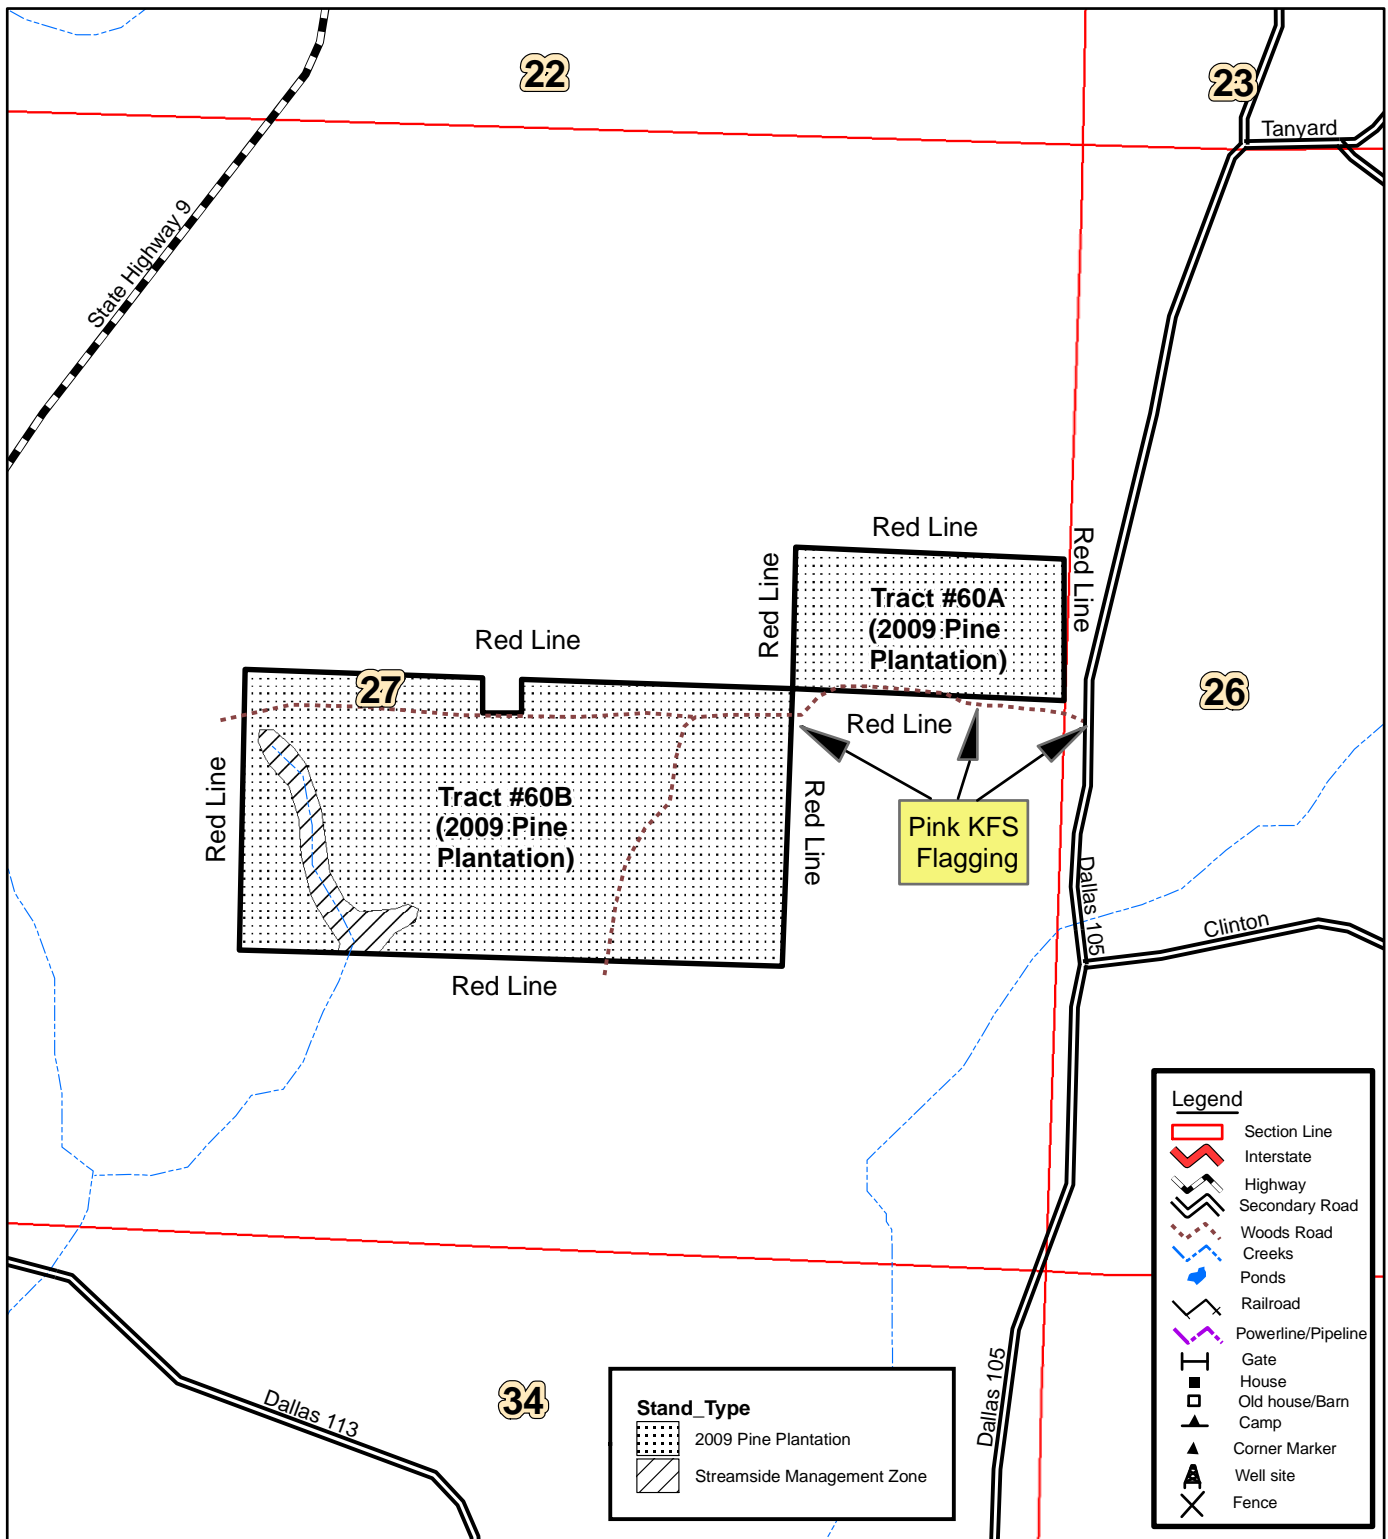 22
23
Tanyard
State Highway 9
Red Line
Red Line
Red Line
Tract #60A
(2009 Pine
Plantation)
Red Line
27
26
Red Line
Red Line
Tract #60B
(2009 Pine
Plantation)
Red Line
Pink KFS
Flagging
Dallas 105
Clinton
Red Line
Legend
Section Line
Interstate
Highway
Secondary Road
Woods Road
Creeks
Ponds
Railroad
Powerline/Pipeline
Gate
House
Old house/Barn
Camp
Corner Marker
Well site
Fence
Dallas 105
Dallas 113
34
Stand_Type
2009 Pine Plantation
Streamside Management Zone